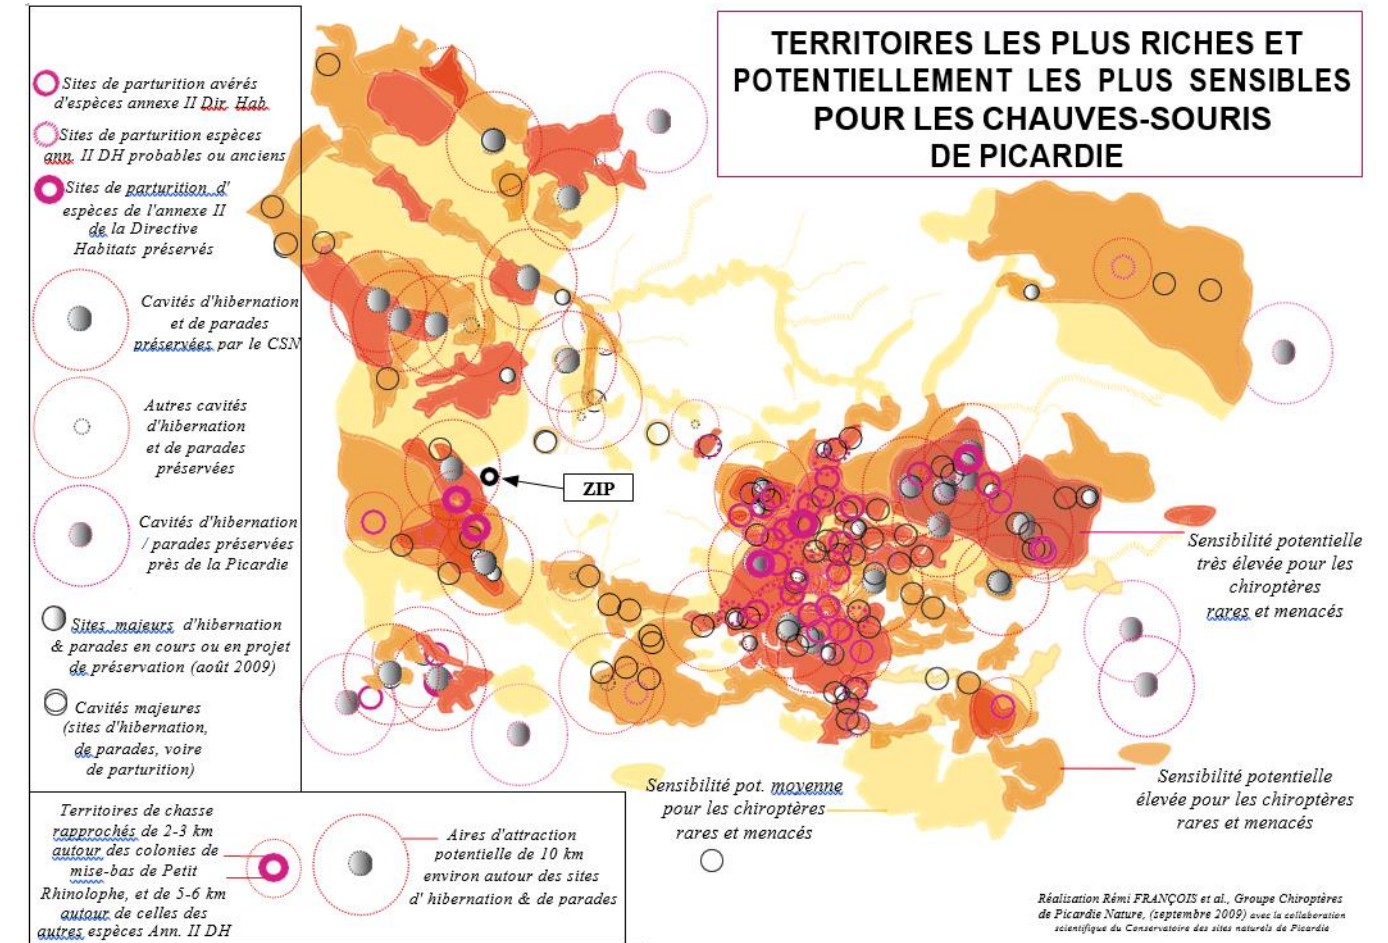 TERRITOIRES LES PLUS RICHES ET
POTENTIELLEMENT LES PLUS SENSIBLES
POUR LES CHAUVES-SOURIS
DE PICARDIE
Sites de parturition avérés
d'espèces annexe II Dir. Hab.
Sites de parturition espèces
ann. II DH probables ou anciens
Sites de parturition d'
espèces de l'annexe II
de la Directive
Habitats préservés
Cavités d'hibernation
et de parades
préservées par le CSN
Autres cavités
d'hibernation
et de parades
préservées
Cavités d'hibernation
/ parades préservées
près de la Picardie
Sites majeurs d'hibernation
& parades en cours ou en projet
de préservation (août 2009)
Cavités majeures
(sites d'hibernation,
de parades, voire
de parturition)
ZIP
Sensibilité potentielle
très élevée pour les
chiroptères
rares et menacés
Sensibilité pot. moyenne
pour les chiroptères
rares et menacés
Sensibilité potentielle
élevée pour les chiroptères
rares et menacés
Territoires de chasse
rapprochés de 2-3 km
autour des colonies de
mise-bas de Petit
Rhinolophe, et de 5-6 km
autour de celles des
autres espèces Ann. II DH
Aires d'attraction
potentielle de 10 km
environ autour des sites
d' hibernation & de parades
Réalisation Rémi FRANÇOIS et al., Groupe Chiroptères
de Picardie Nature, (septembre 2009) avec la collaboration
scientifique du Conservatoire des sites naturels de Picardie